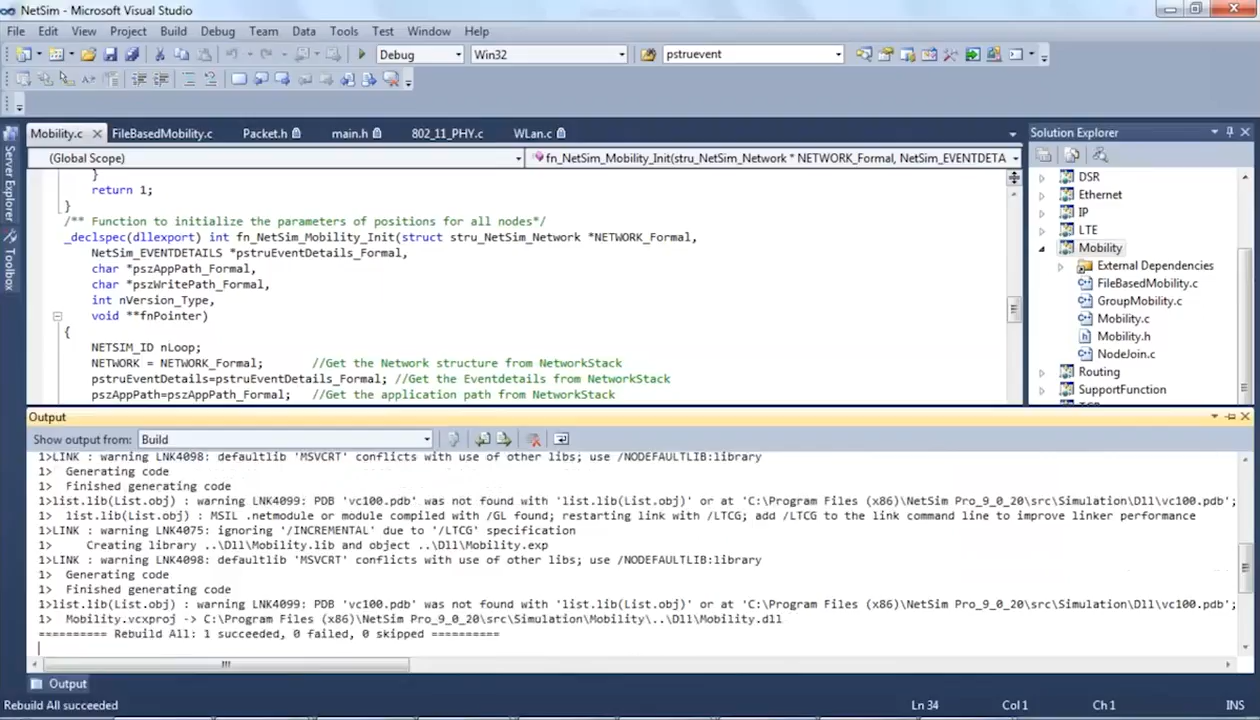 NetSim - Microsoft Visual Studio
File Edit View Project Build Debug Team Data Tools Test Window Help
Debug Win32 pstruevent
Mobility.c FileBasedMobility.c Packet.h main.h 802_11_PHY.c WLan.c
(Global Scope) fn_NetSim_Mobility_Init(stru_NetSim_Network * NETWORK_Formal, NetSim_EVENTDETA
}
return 1;
}
/** Function to initialize the parameters of positions for all nodes*/
_declspec(dllexport) int fn_NetSim_Mobility_Init(struct stru_NetSim_Network *NETWORK_Formal,
NetSim_EVENTDETAILS *pstruEventDetails_Formal,
char *pszAppPath_Formal,
char *pszWritePath_Formal,
int nVersion_Type,
void **fnPointer)
{
NETSIM_ID nLoop;
NETWORK = NETWORK_Formal; //Get the Network structure from NetworkStack
pstruEventDetails=pstruEventDetails_Formal; //Get the Eventdetails from NetworkStack
pszAppPath=pszAppPath_Formal; //Get the application path from NetworkStack
Server Explorer
Toolbox
Solution Explorer
DSR
Ethernet
IP
LTE
Mobility
External Dependencies
FileBasedMobility.c
GroupMobility.c
Mobility.c
Mobility.h
NodeJoin.c
Routing
SupportFunction
Output
Show output from: Build
1>LINK : warning LNK4098: defaultlib 'MSVCRT' conflicts with use of other libs; use /NODEFAULTLIB:library
1> Generating code
1> Finished generating code
1>list.lib(List.obj) : warning LNK4099: PDB 'vc100.pdb' was not found with 'list.lib(List.obj)' or at 'C:\Program Files (x86)\NetSim Pro_9_0_20\src\Simulation\Dll\vc100.pdb';
1> list.lib(List.obj) : MSIL .netmodule or module compiled with /GL found; restarting link with /LTCG; add /LTCG to the link command line to improve linker performance
1>LINK : warning LNK4075: ignoring '/INCREMENTAL' due to '/LTCG' specification
1> Creating library ..\Dll\Mobility.lib and object ..\Dll\Mobility.exp
1>LINK : warning LNK4098: defaultlib 'MSVCRT' conflicts with use of other libs; use /NODEFAULTLIB:library
1> Generating code
1> Finished generating code
1>list.lib(List.obj) : warning LNK4099: PDB 'vc100.pdb' was not found with 'list.lib(List.obj)' or at 'C:\Program Files (x86)\NetSim Pro_9_0_20\src\Simulation\Dll\vc100.pdb';
1> Mobility.vcxproj -> C:\Program Files (x86)\NetSim Pro_9_0_20\src\Simulation\Mobility\..\Dll\Mobility.dll
========== Rebuild All: 1 succeeded, 0 failed, 0 skipped ==========
Output
Rebuild All succeeded Ln 34 Col 1 Ch 1 INS